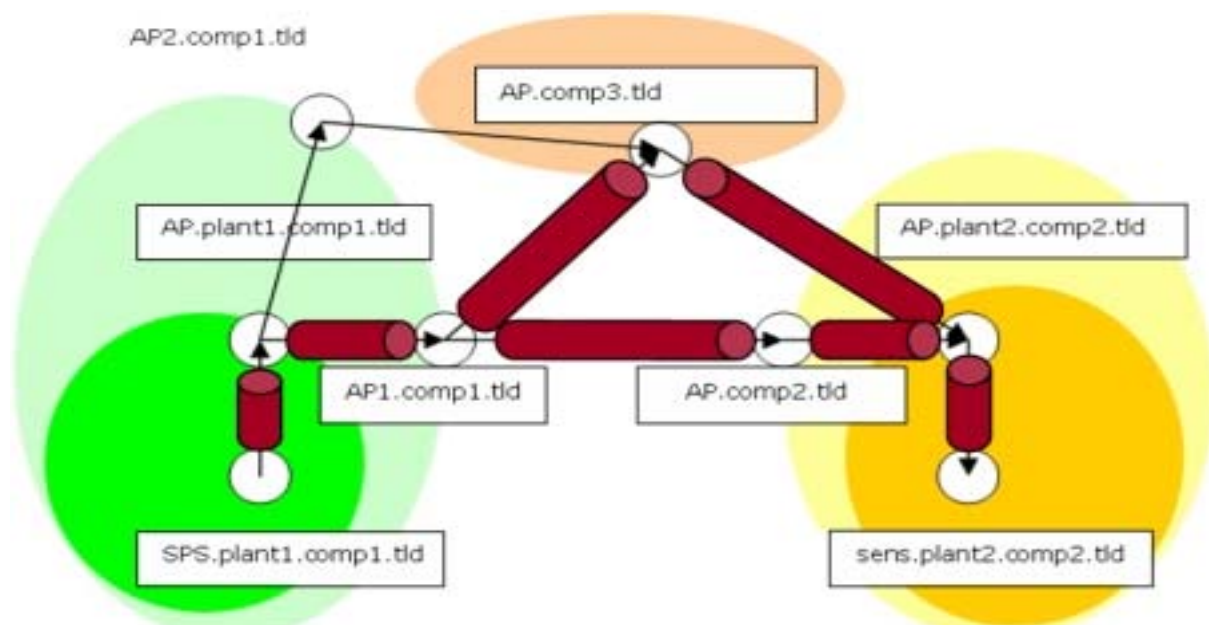 AP2.comp1.tld
AP.comp3.tld
AP.plant1.comp1.tld
AP.plant2.comp2.tld
AP1.comp1.tld
AP.comp2.tld
SPS.plant1.comp1.tld
sens.plant2.comp2.tld